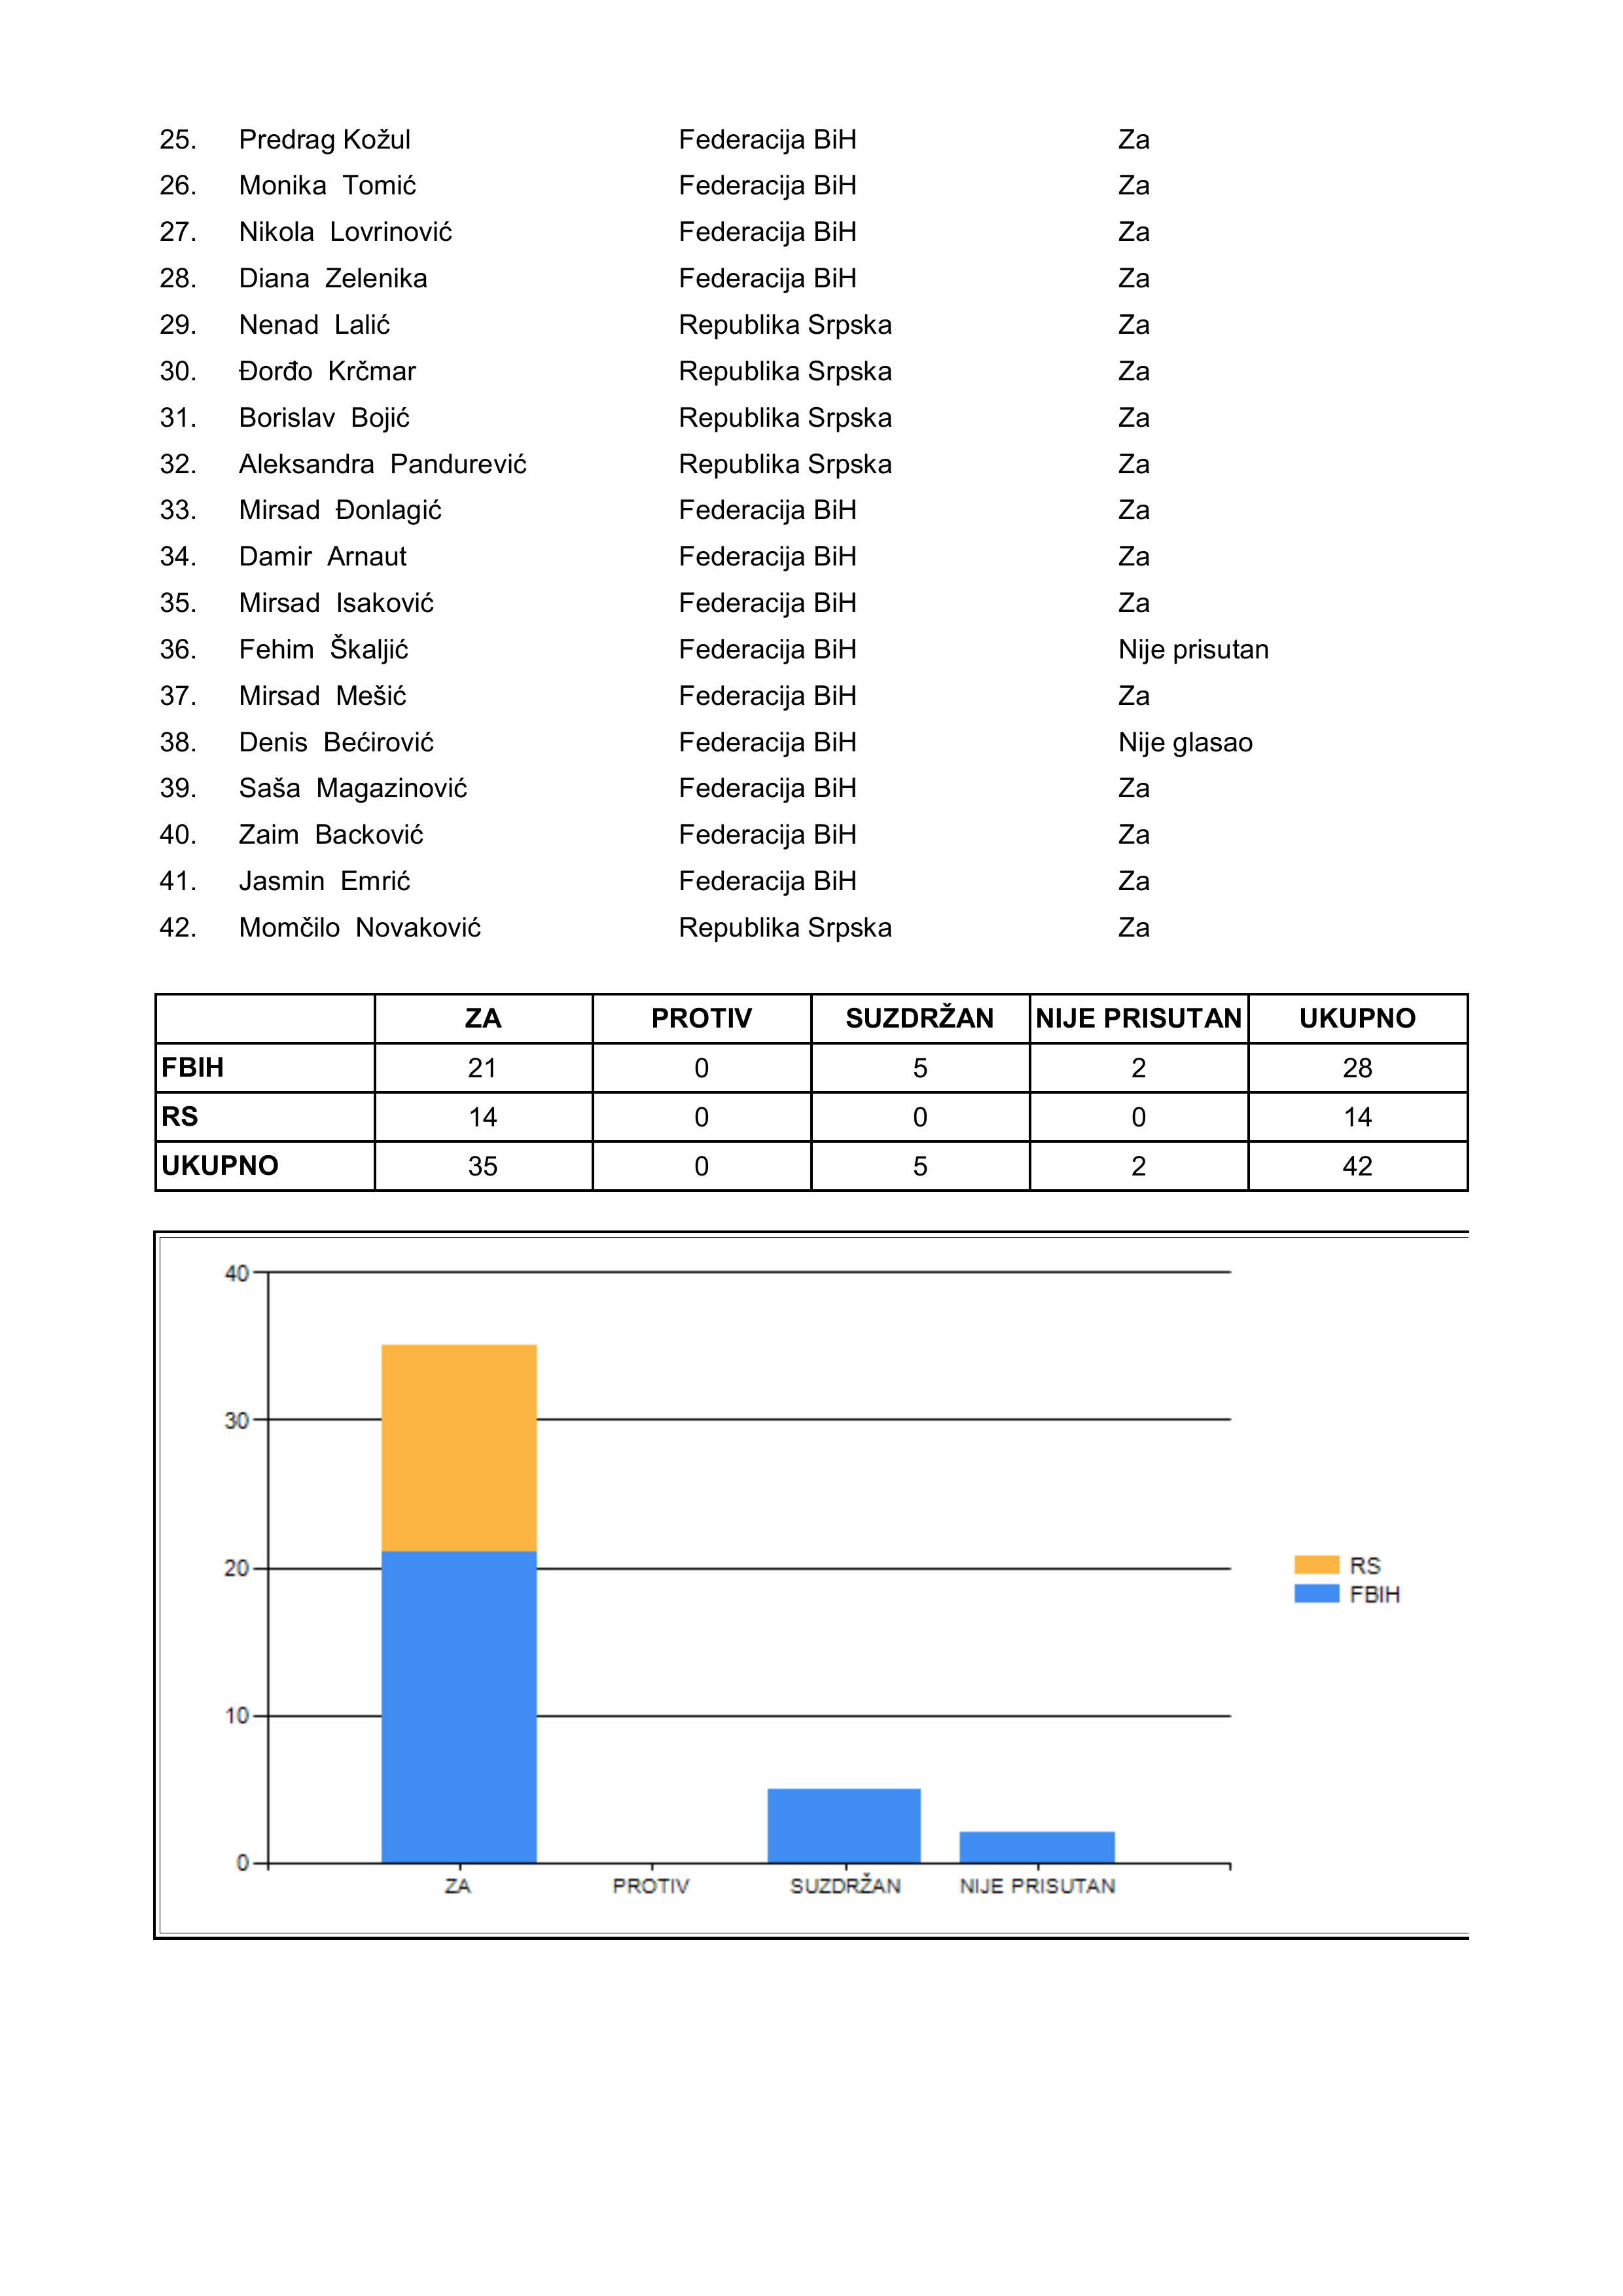 25. Predrag Kožul Federacija BiH Za
26. Monika Tomić Federacija BiH Za
27. Nikola Lovrinović Federacija BiH Za
28. Diana Zelenika Federacija BiH Za
29. Nenad Lalić Republika Srpska Za
30. Đorđo Krčmar Republika Srpska Za
31. Borislav Bojić Republika Srpska Za
32. Aleksandra Pandurević Republika Srpska Za
33. Mirsad Đonlagić Federacija BiH Za
34. Damir Arnaut Federacija BiH Za
35. Mirsad Isaković Federacija BiH Za
36. Fehim Škaljić Federacija BiH Nije prisutan
37. Mirsad Mešić Federacija BiH Za
38. Denis Bećirović Federacija BiH Nije glasao
39. Saša Magazinović Federacija BiH Za
40. Zaim Backović Federacija BiH Za
41. Jasmin Emrić Federacija BiH Za
42. Momčilo Novaković Republika Srpska Za
ZA PROTIV SUZDRŽAN NIJE PRISUTAN UKUPNO
FBIH 21 0 5 2 28
RS 14 0 0 0 14
UKUPNO 35 0 5 2 42
40
30
20
10
0
ZA PROTIV SUZDRŽAN NIJE PRISUTAN
RS
FBIH